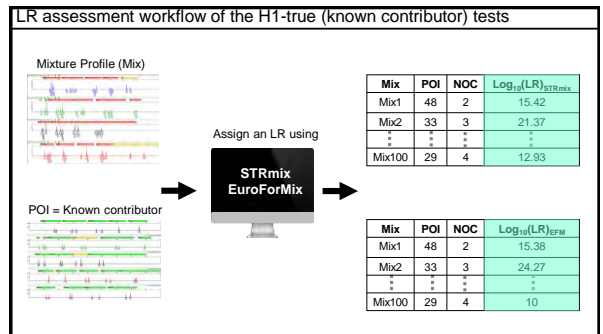 LR assessment workflow of the H1-true (known contributor) tests
Mixture Profile (Mix)
POI = Known contributor
Assign an LR using
STRmix
EuroForMix
Mix POI NOC Log10(LR)STRmix
Mix1 48 2 15.42
Mix2 33 3 21.37
Mix100 29 4 12.93
Mix POI NOC Log10(LR)EFM
Mix1 48 2 15.38
Mix2 33 3 24.27
Mix100 29 4 10